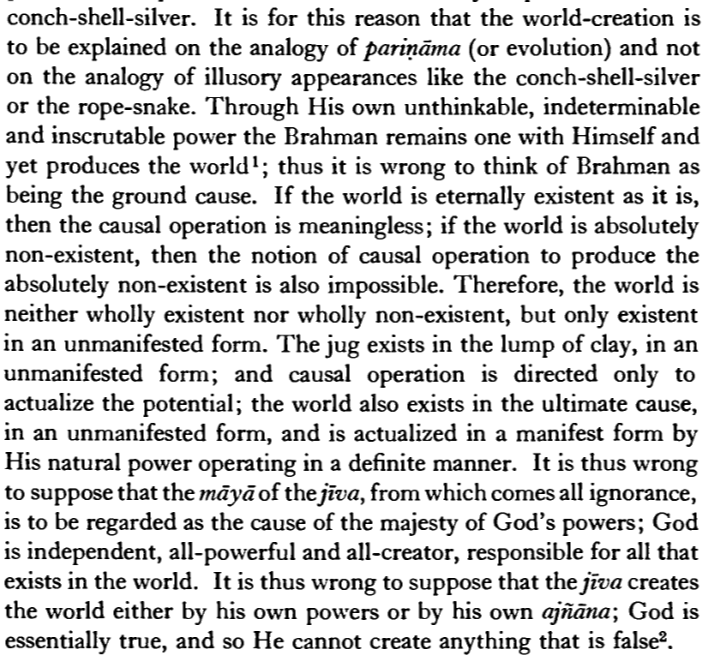 conch-shell-silver. It is for this reason that the world-creation is
to be explained on the analogy of pariṇāma (or evolution) and not
on the analogy of illusory appearances like the conch-shell-silver
or the rope-snake. Through His own unthinkable, indeterminable
and inscrutable power the Brahman remains one with Himself and
yet produces the world¹; thus it is wrong to think of Brahman as
being the ground cause. If the world is eternally existent as it is,
then the causal operation is meaningless; if the world is absolutely
non-existent, then the notion of causal operation to produce the
absolutely non-existent is also impossible. Therefore, the world is
neither wholly existent nor wholly non-existent, but only existent
in an unmanifested form. The jug exists in the lump of clay, in an
unmanifested form; and causal operation is directed only to
actualize the potential; the world also exists in the ultimate cause,
in an unmanifested form, and is actualized in a manifest form by
His natural power operating in a definite manner. It is thus wrong
to suppose that the māyā of the jīva, from which comes all ignorance,
is to be regarded as the cause of the majesty of God's powers; God
is independent, all-powerful and all-creator, responsible for all that
exists in the world. It is thus wrong to suppose that the jīva creates
the world either by his own powers or by his own ajñāna; God is
essentially true, and so He cannot create anything that is false².